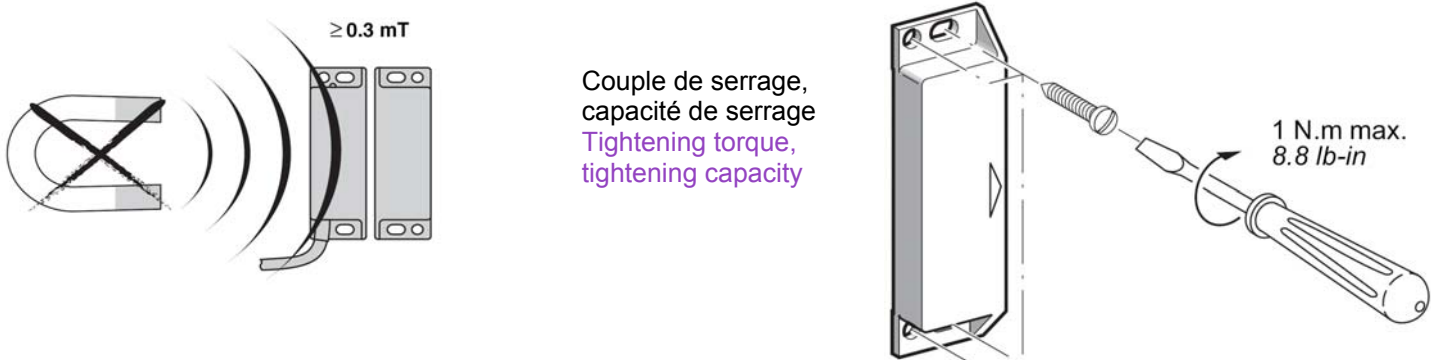 ≥ 0.3 mT
Couple de serrage,
capacité de serrage
Tightening torque,
tightening capacity
1 N.m max.
8.8 lb-in